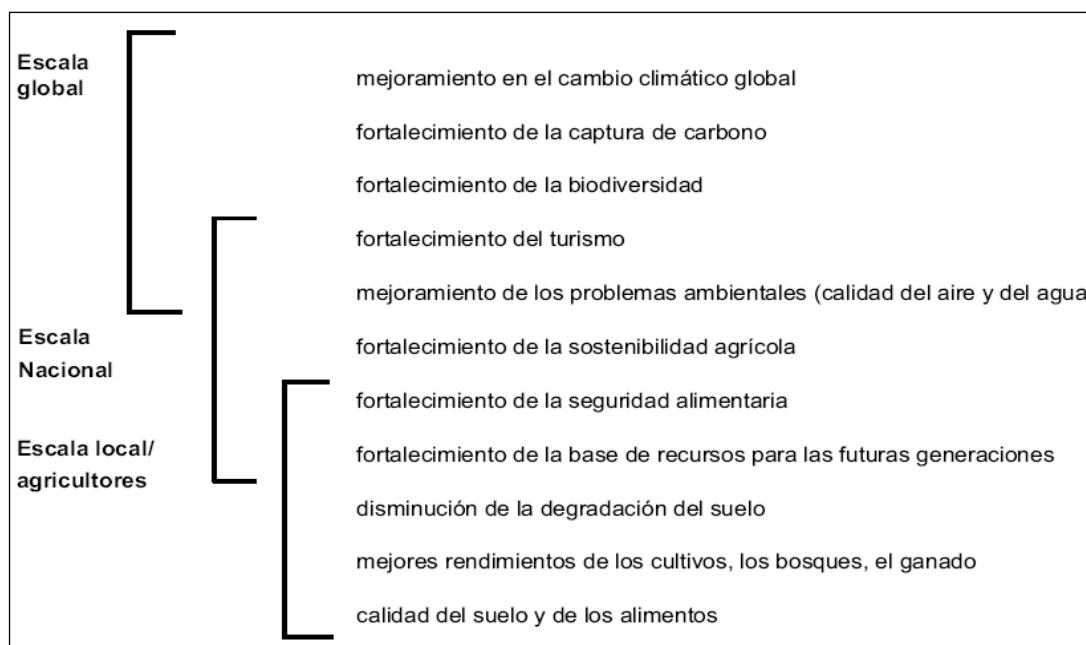 Escala
global
mejoramiento en el cambio climático global
fortalecimiento de la captura de carbono
fortalecimiento de la biodiversidad
fortalecimiento del turismo
mejoramiento de los problemas ambientales (calidad del aire y del agua
Escala
Nacional
fortalecimiento de la sostenibilidad agrícola
fortalecimiento de la seguridad alimentaria
Escala local/
agricultores
fortalecimiento de la base de recursos para las futuras generaciones
disminución de la degradación del suelo
mejores rendimientos de los cultivos, los bosques, el ganado
calidad del suelo y de los alimentos